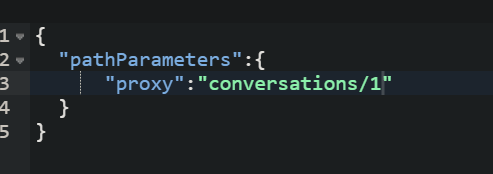 1 {
2 "pathParameters":{
3 "proxy":"conversations/1"
4 }
5 }